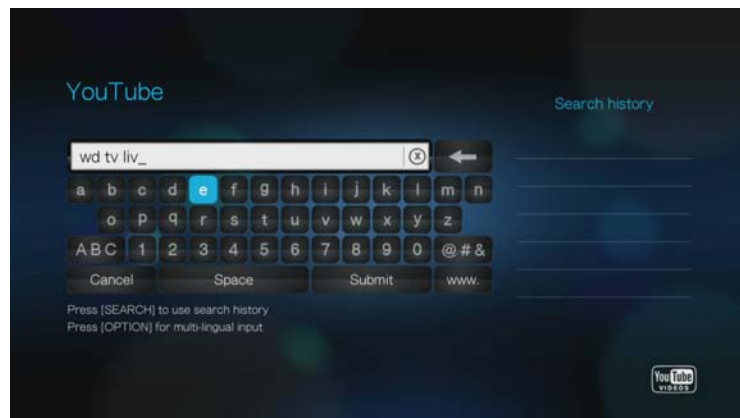 YouTube
Search history
wd tv liv_
a b c d e f g h i j k l m n
o p q r s t u v w x y z
ABC 1 2 3 4 5 6 7 8 9 0 @#&
Cancel Space Submit www.
Press [SEARCH] to use search history
Press [OPTION] for multi-lingual input
You Tube
VIDEOS